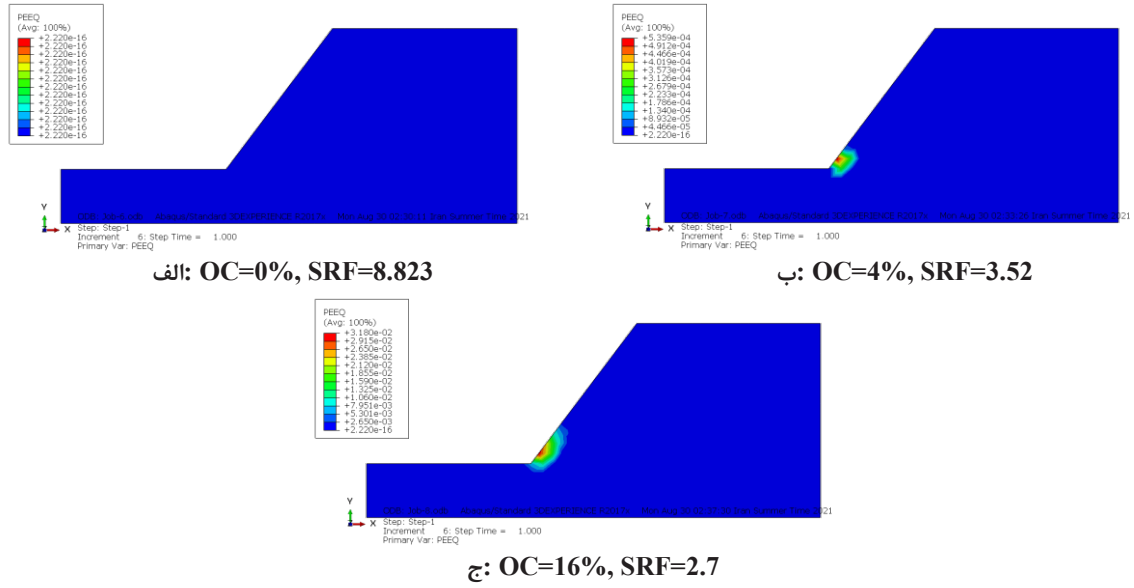 PEEQ
(Avg: 100%)
+2.220e-16
+2.220e-16
+2.220e-16
+2.220e-16
+2.220e-16
+2.220e-16
+2.220e-16
+2.220e-16
+2.220e-16
+2.220e-16
+2.220e-16
+2.220e-16
+2.220e-16
Y
X
Step: Step-1
Increment 6: Step Time = 1.000
Primary Var: PEEQ
الف: OC=0%, SRF=8.823
PEEQ
(Avg: 100%)
+5.359e-04
+4.912e-04
+4.466e-04
+4.019e-04
+3.573e-04
+3.126e-04
+2.679e-04
+2.233e-04
+1.786e-04
+1.340e-04
+8.932e-05
+4.466e-05
+2.220e-16
Y
X
Step: Step-1
Increment 6: Step Time = 1.000
Primary Var: PEEQ
ب: OC=4%, SRF=3.52
PEEQ
(Avg: 100%)
+3.180e-02
+2.915e-02
+2.650e-02
+2.385e-02
+2.120e-02
+1.855e-02
+1.590e-02
+1.325e-02
+1.060e-02
+7.951e-03
+5.301e-03
+2.650e-03
+2.220e-16
Y
X
Step: Step-1
Increment 6: Step Time = 1.000
Primary Var: PEEQ
ج: OC=16%, SRF=2.7